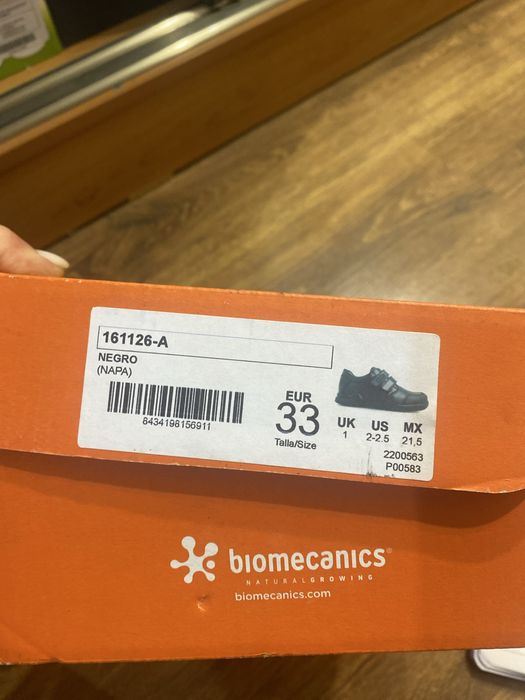 161126-A
NEGRO
(NAPA)
8434198156911
EUR
33
Talla/Size
UK US MX
1 2-2.5 21,5
2200563
P00583
biomecanics
NATURALGROWING
biomecanics.com